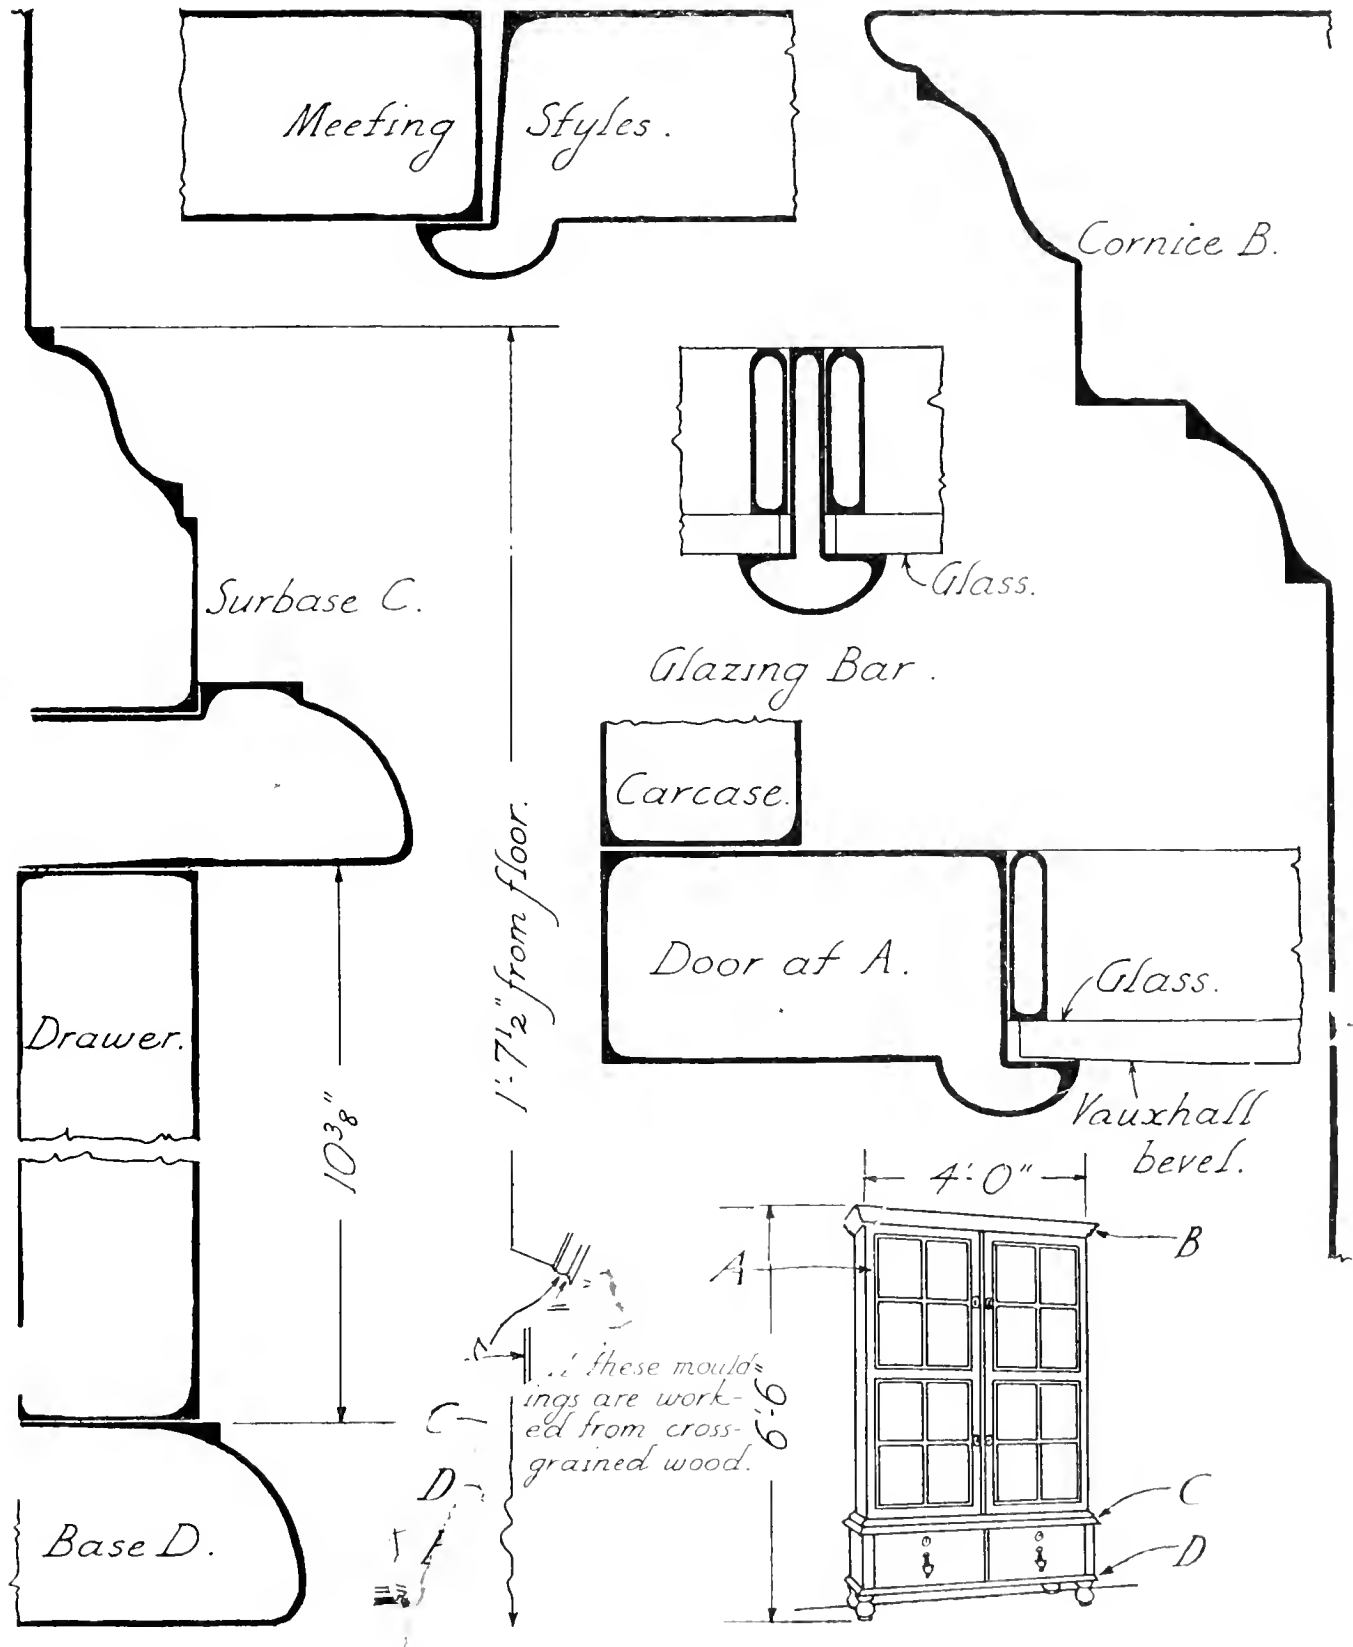 Meeting Styles.
Cornice B.
Surbase C.
Glass.
Glazing Bar.
Carcase.
1'-7½" from floor.
Door at A.
Glass.
Drawer.
Vauxhall
bevel.
10⅜"
4'-0"
A
B
6'-6
these mould=
ings are work-
ed from cross-
grained wood.
C
D
C
D
Base D.